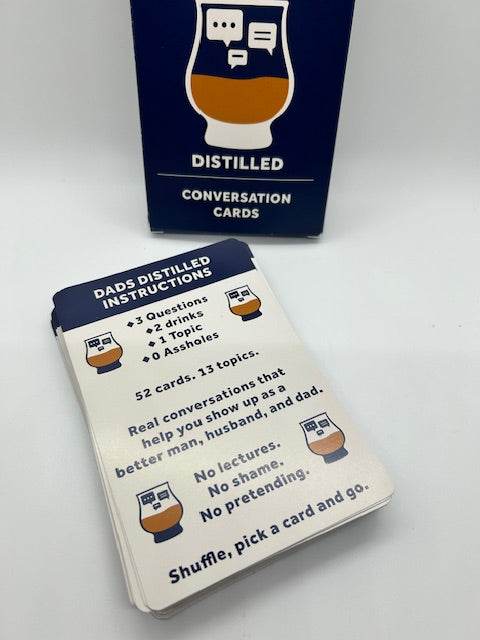 DISTILLED
CONVERSATION
CARDS
DADS DISTILLED
INSTRUCTIONS
◆3 Questions
◆2 drinks
◆ 1 Topic
◆0 Assholes
52 cards. 13 topics.
Real conversations that
help you show up as a
better man, husband, and dad.
No lectures.
No shame.
No pretending.
Shuffle, pick a card and go.